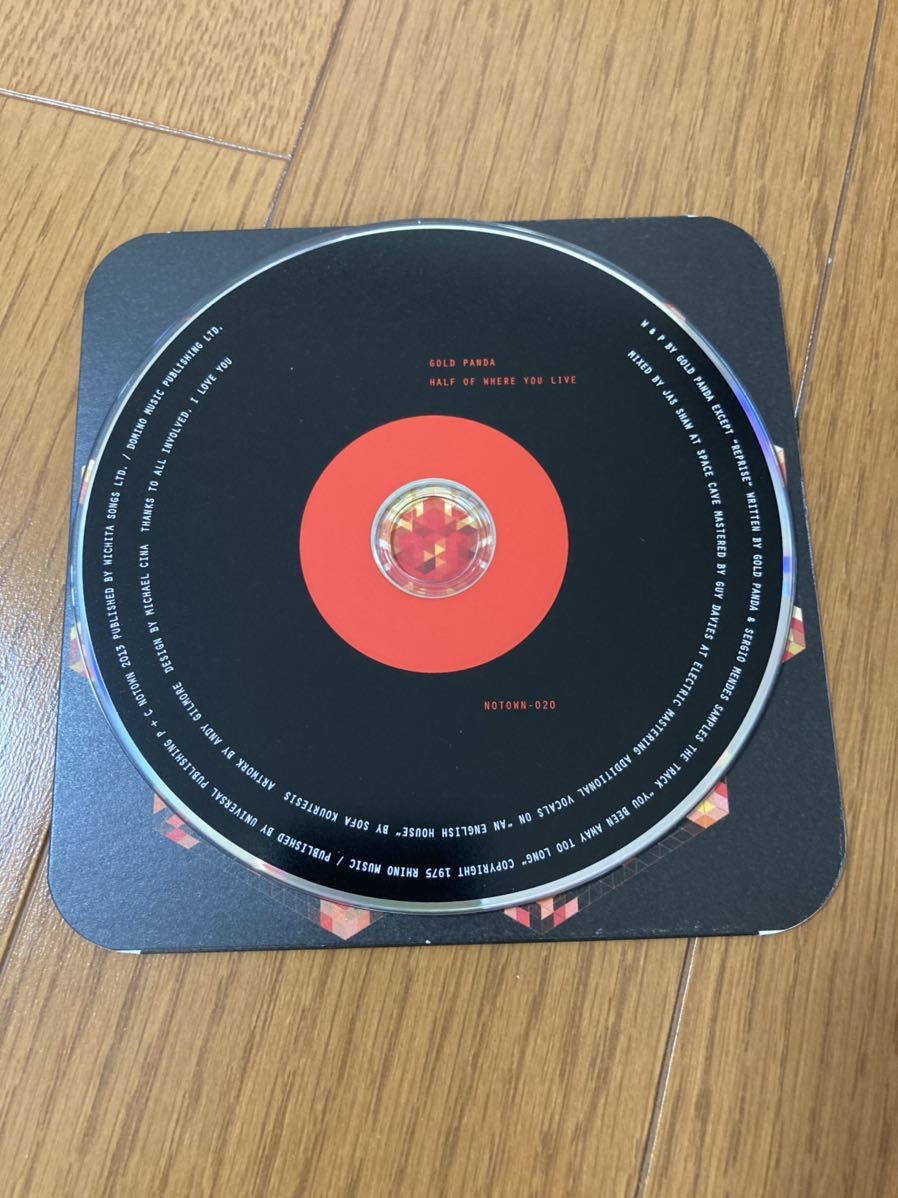 GOLD PANDA
HALF OF WHERE YOU LIVE
NOTOWN-020
W & P BY GOLD PANDA EXCEPT "REPRISE" WRITTEN BY GOLD PANDA & SERGIO MENDES SAMPLES THE TRACK "YOU BEEN AWAY TOO LONG" COPYRIGHT 1975 RHINO MUSIC / PUBLISHED BY UNIVERSAL PUBLISHING P + C NOTOWN 2013 PUBLISHED BY WICHITA SONGS LTD. / DOMINO MUSIC PUBLISHING LTD.
MIXED BY JAS SHAW AT SPACE CAVE MASTERED BY GUY DAVIES AT ELECTRIC MASTERING ADDITIONAL VOCALS ON "AN ENGLISH HOUSE" BY SOFA KOURTESIS ARTWORK BY ANDY GILMORE DESIGN BY MICHAEL CINA THANKS TO ALL INVOLVED. I LOVE YOU